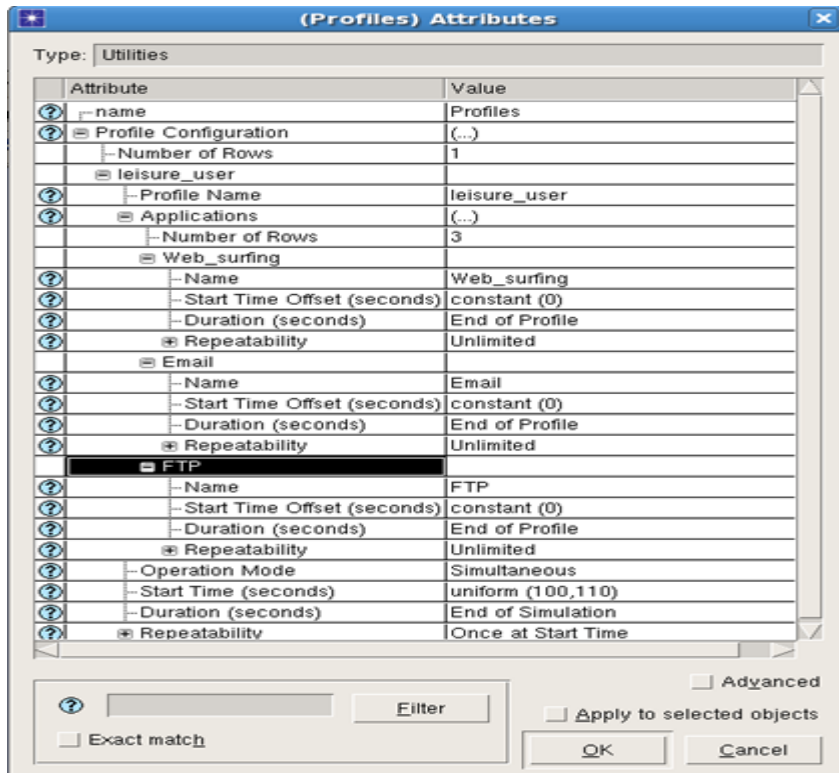 (Profiles) Attributes
Type: Utilities
Attribute Value
name Profiles
Profile Configuration (...)
Number of Rows 1
leisure_user
Profile Name leisure_user
Applications (...)
Number of Rows 3
Web_surfing
Name Web_surfing
Start Time Offset (seconds) constant (0)
Duration (seconds) End of Profile
Repeatability Unlimited
Email
Name Email
Start Time Offset (seconds) constant (0)
Duration (seconds) End of Profile
Repeatability Unlimited
FTP
Name FTP
Start Time Offset (seconds) constant (0)
Duration (seconds) End of Profile
Repeatability Unlimited
Operation Mode Simultaneous
Start Time (seconds) uniform (100,110)
Duration (seconds) End of Simulation
Repeatability Once at Start Time
Advanced
Filter
Apply to selected objects
Exact match
OK Cancel